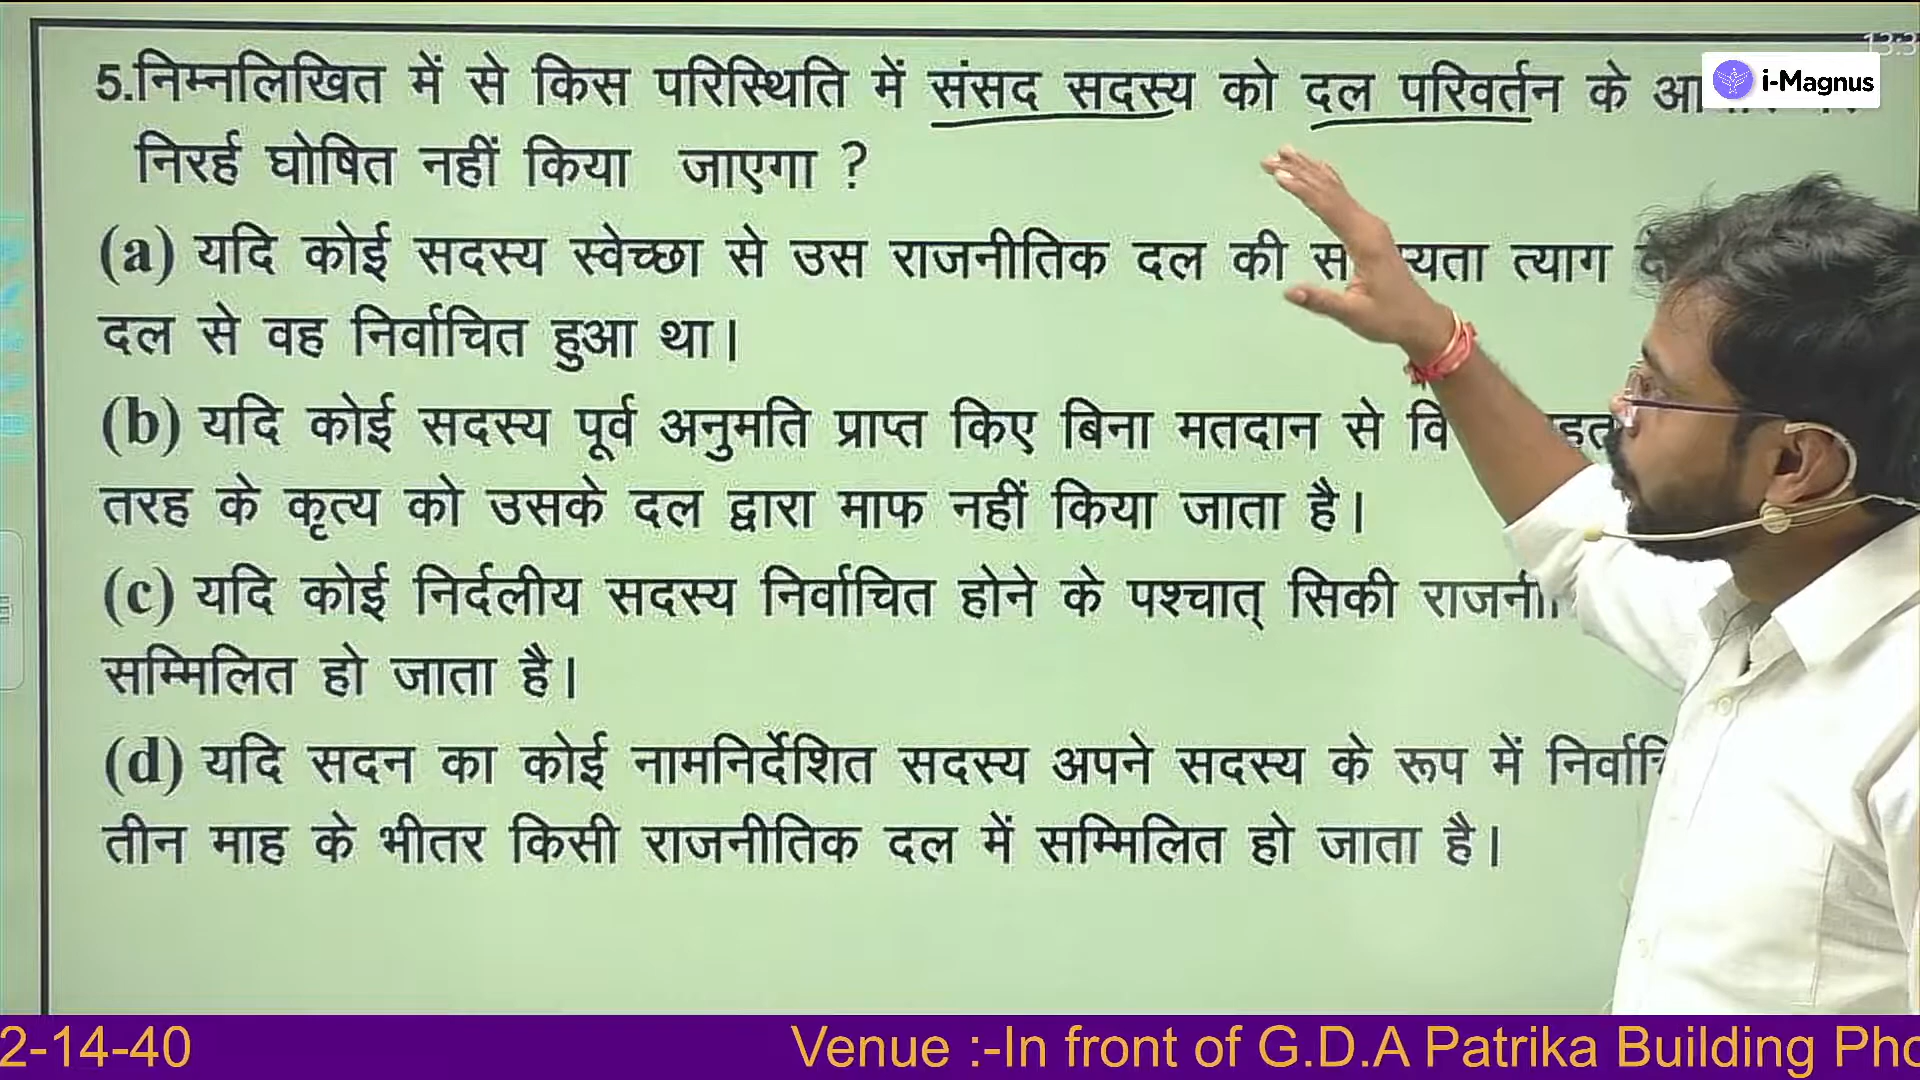 5.निम्नलिखित में से किस परिस्थिति में संसद सदस्य को दल परिवर्तन के
i-Magnus
निरर्ह घोषित नहीं किया जाएगा ?
(a) यदि कोई सदस्य स्वेच्छा से उस राजनीतिक दल की त्याग
दल से वह निर्वाचित हुआ था।
(b) यदि कोई सदस्य पूर्व अनुमति प्राप्त किए बिना मतदान से
तरह के कृत्य को उसके दल द्वारा माफ नहीं किया जाता है।
(c) यदि कोई निर्दलीय सदस्य निर्वाचित होने के पश्चात् सिकी
सम्मिलित हो जाता है।
(d) यदि सदन का कोई नामनिर्देशित सदस्य अपने सदस्य के रूप में
तीन माह के भीतर किसी राजनीतिक दल में सम्मिलित हो जाता है।
2-14-40 Venue :-In front of G.D.A Patrika Building